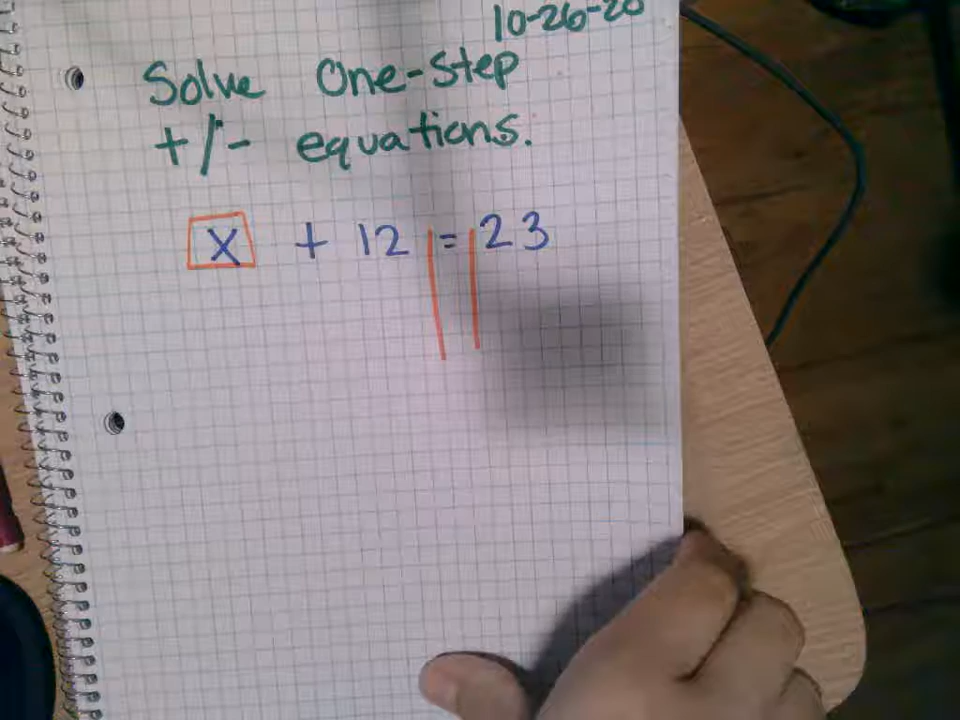 10-26-20
Solve One-step
+/- equations.
X + 12 = 23